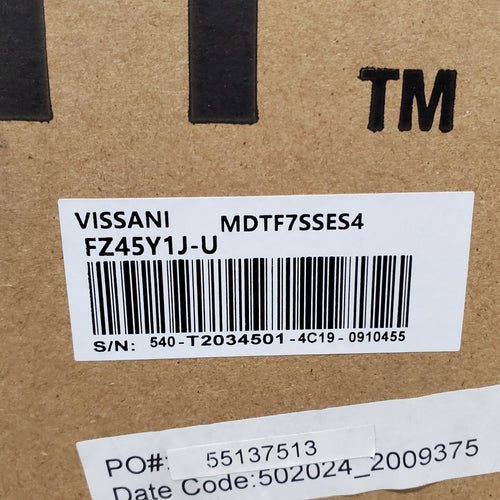 TM
VISSANI MDTF7SSES4
FZ45Y1J-U
S/N: 540-T2034501-4C19-0910455
PO#: 55137513
Date Code:502024_2009375